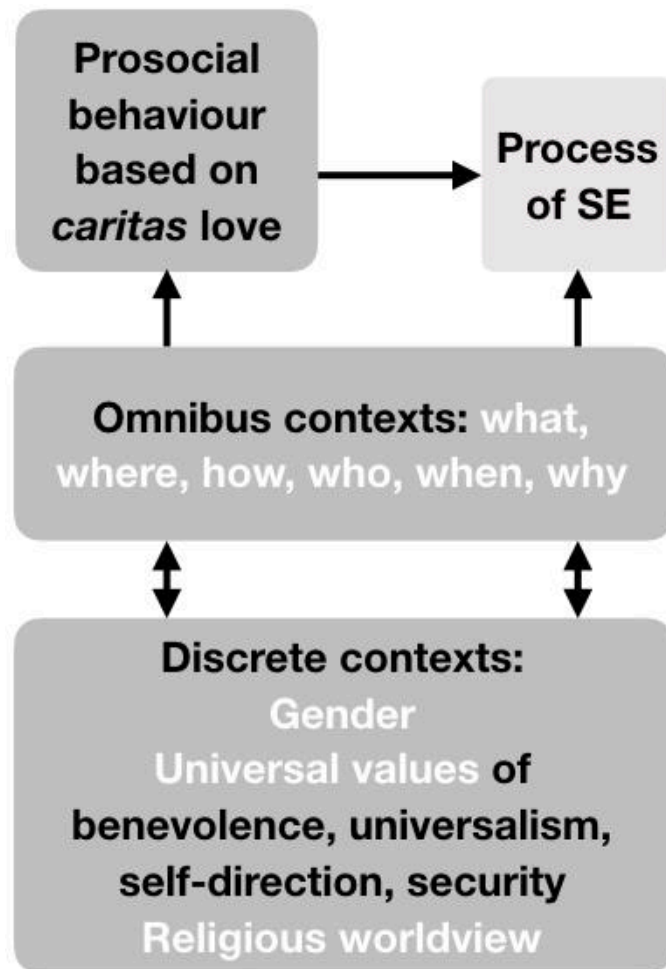 Prosocial
behaviour
based on
caritas love
Process
of SE
Omnibus contexts: what,
where, how, who, when, why
Discrete contexts:
Gender
Universal values of
benevolence, universalism,
self-direction, security
Religious worldview